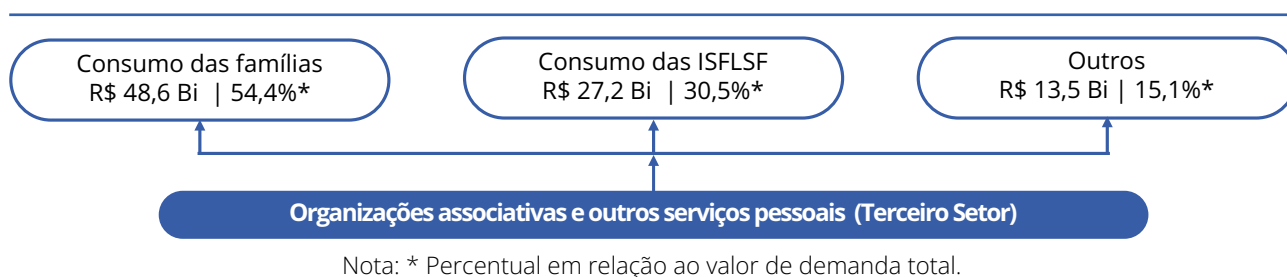 Consumo das famílias
R$ 48,6 Bi | 54,4%*
Consumo das ISFLSF
R$ 27,2 Bi | 30,5%*
Outros
R$ 13,5 Bi | 15,1%*
Organizações associativas e outros serviços pessoais (Terceiro Setor)
Nota: * Percentual em relação ao valor de demanda total.